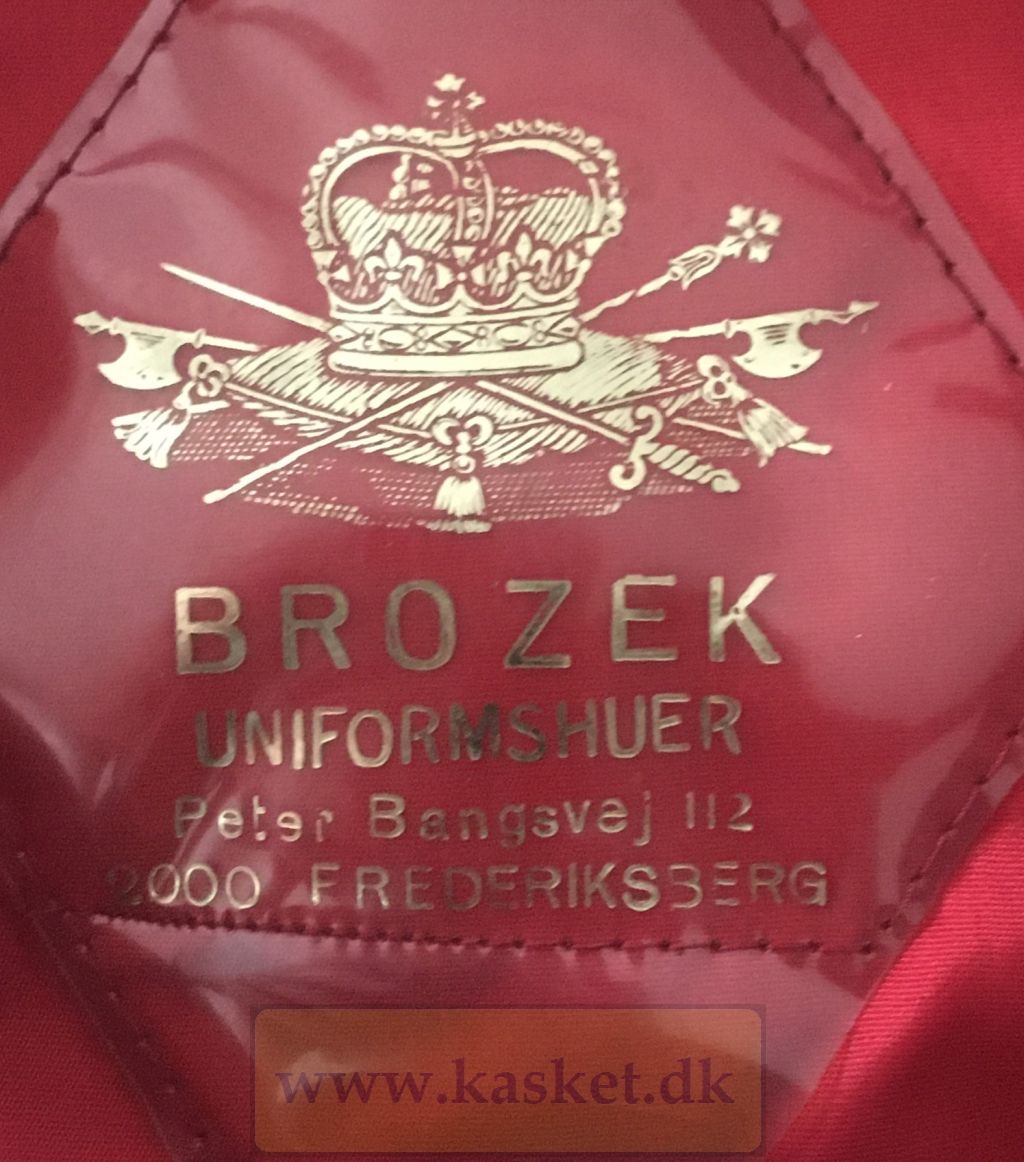 BROZEK
UNIFORMSHUER
Peter Bangsvej 112
2000 FREDERIKSBERG
www.kasket.dk